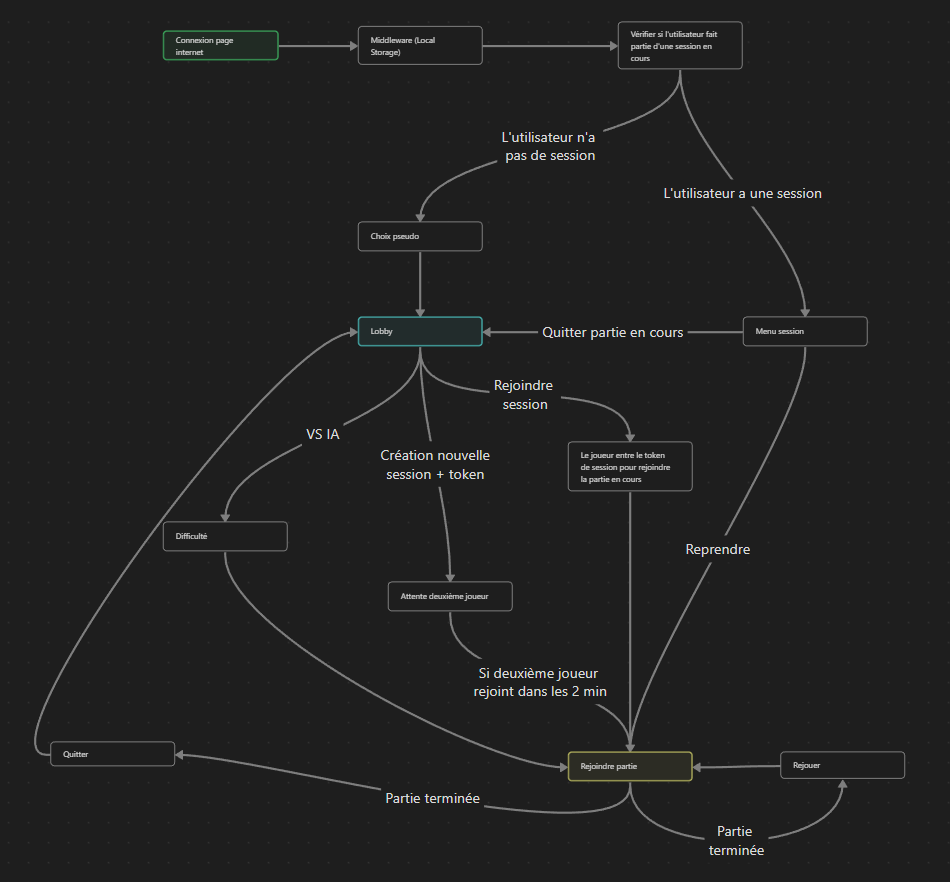 Connexion page
internet
Middleware (Local
Storage)
Vérifier si l'utilisateur fait
partie d'une session en
cours
L'utilisateur n'a
pas de session
L'utilisateur a une session
Choix pseudo
Lobby
Quitter partie en cours
Menu session
Rejoindre
session
VS IA
Création nouvelle
session + token
Le joueur entre le token
de session pour rejoindre
la partie en cours
Difficulté
Reprendre
Attente deuxième joueur
Si deuxième joueur
rejoint dans les 2 min
Quitter
Rejoindre partie
Rejouer
Partie terminée
Partie
terminée